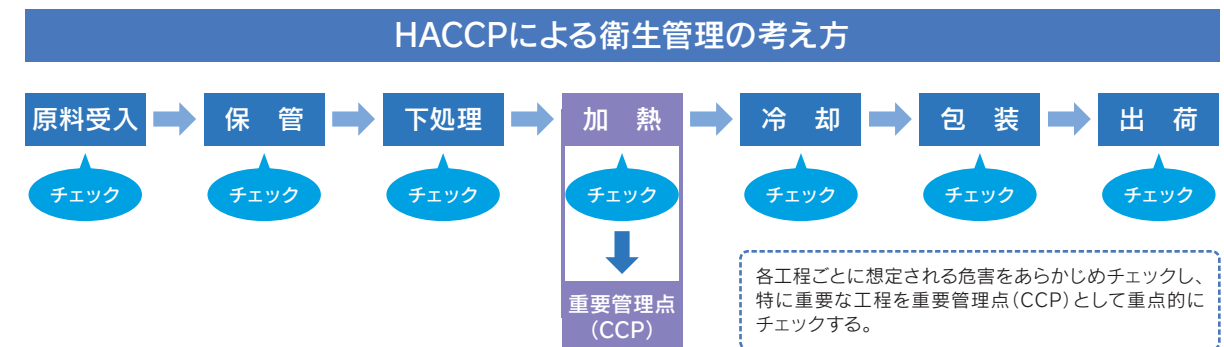 HACCPによる衛生管理の考え方
原料受入
保　管
下処理
加　熱
冷　却
包　装
出　荷
チェック
チェック
チェック
チェック
チェック
チェック
チェック
重要管理点
（CCP）
各工程ごとに想定される危害をあらかじめチェックし、
特に重要な工程を重要管理点（CCP）として重点的に
チェックする。